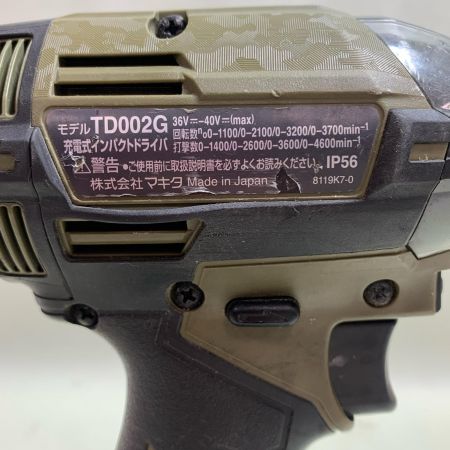 モデル TD002G 36V⎓-40V⎓(max)
充電式インパクトドライバ 回転数n0 0-1100/0-2100/0-3200/0-3700min-1
打撃数0-1400/0-2600/0-3600/0-4600min-1
警告 ●ご使用前に取扱説明書を必ずよくお読みください。 IP56
株式会社 マキタ Made in Japan 8119K7-0